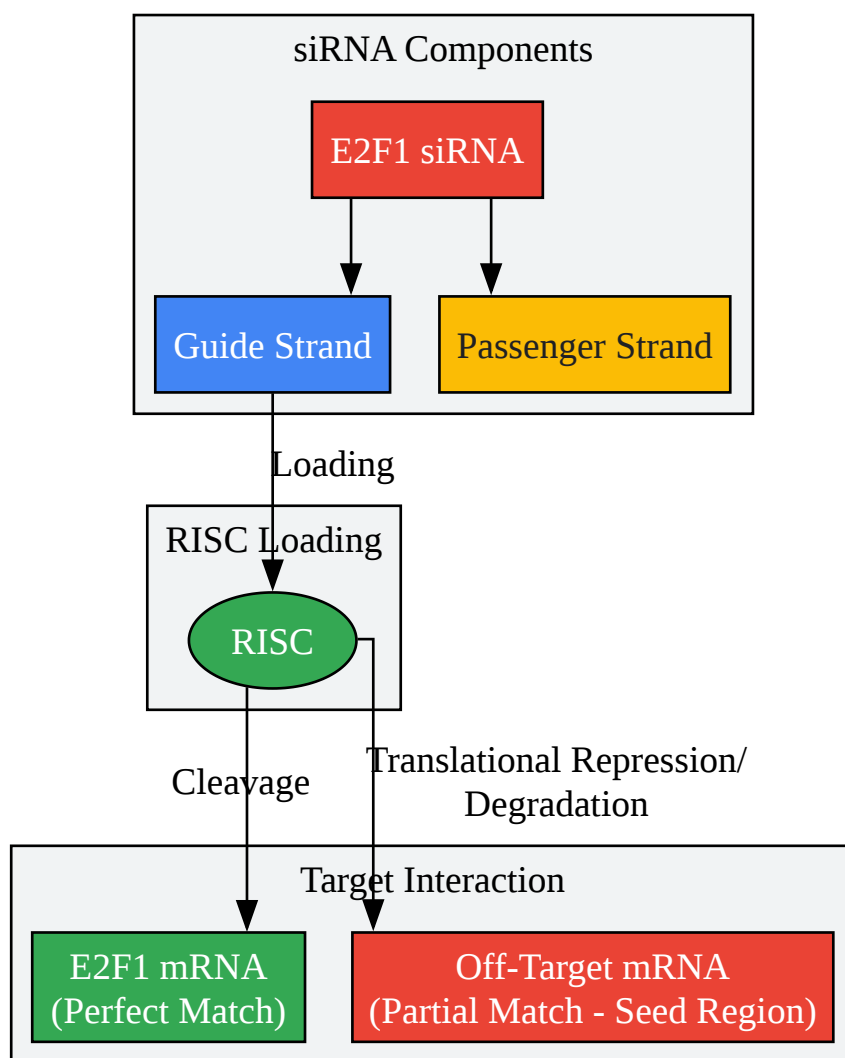 siRNA Components
E2F1 siRNA
Guide Strand
Passenger Strand
Loading
RISC Loading
RISC
Cleavage
Translational Repression/
Degradation
Target Interaction
E2F1 mRNA
(Perfect Match)
Off-Target mRNA
(Partial Match - Seed Region)